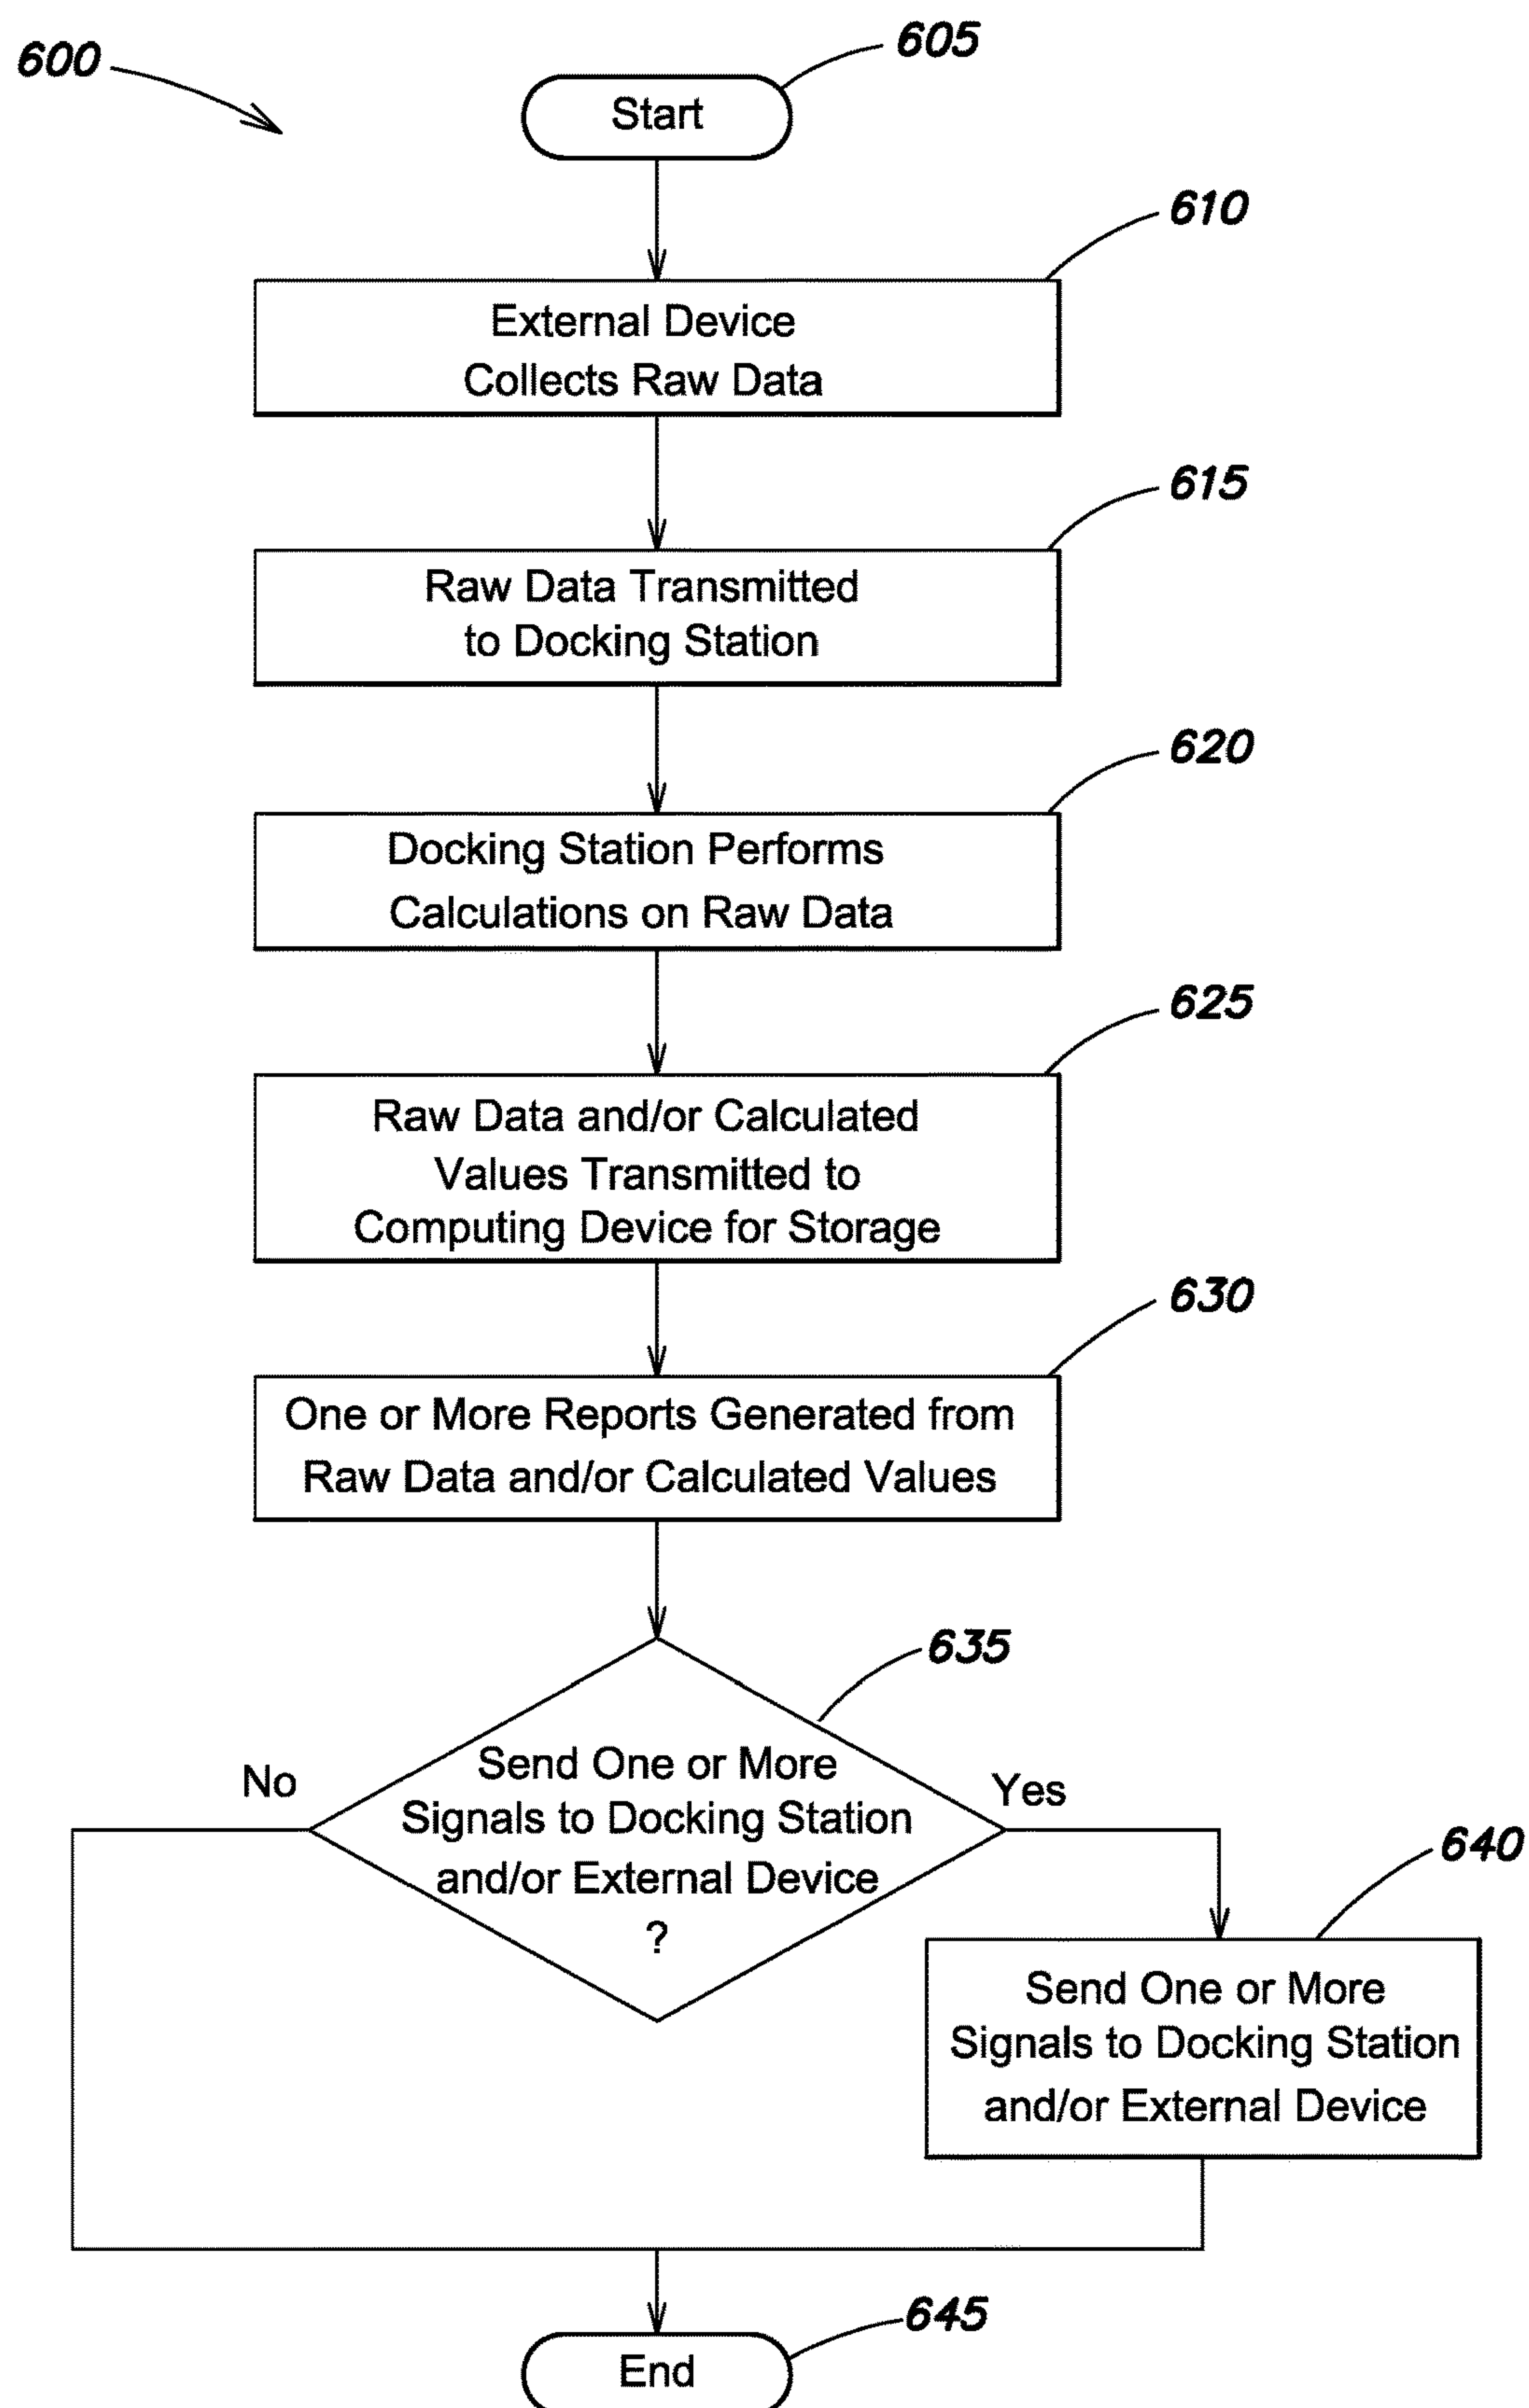 600
605
Start
610
External Device
Collects Raw Data
615
Raw Data Transmitted
to Docking Station
620
Docking Station Performs
Calculations on Raw Data
625
Raw Data and/or Calculated
Values Transmitted to
Computing Device for Storage
630
One or More Reports Generated from
Raw Data and/or Calculated Values
635
Send One or More
Signals to Docking Station
and/or External Device
?
No
Yes
640
Send One or More
Signals to Docking Station
and/or External Device
645
End